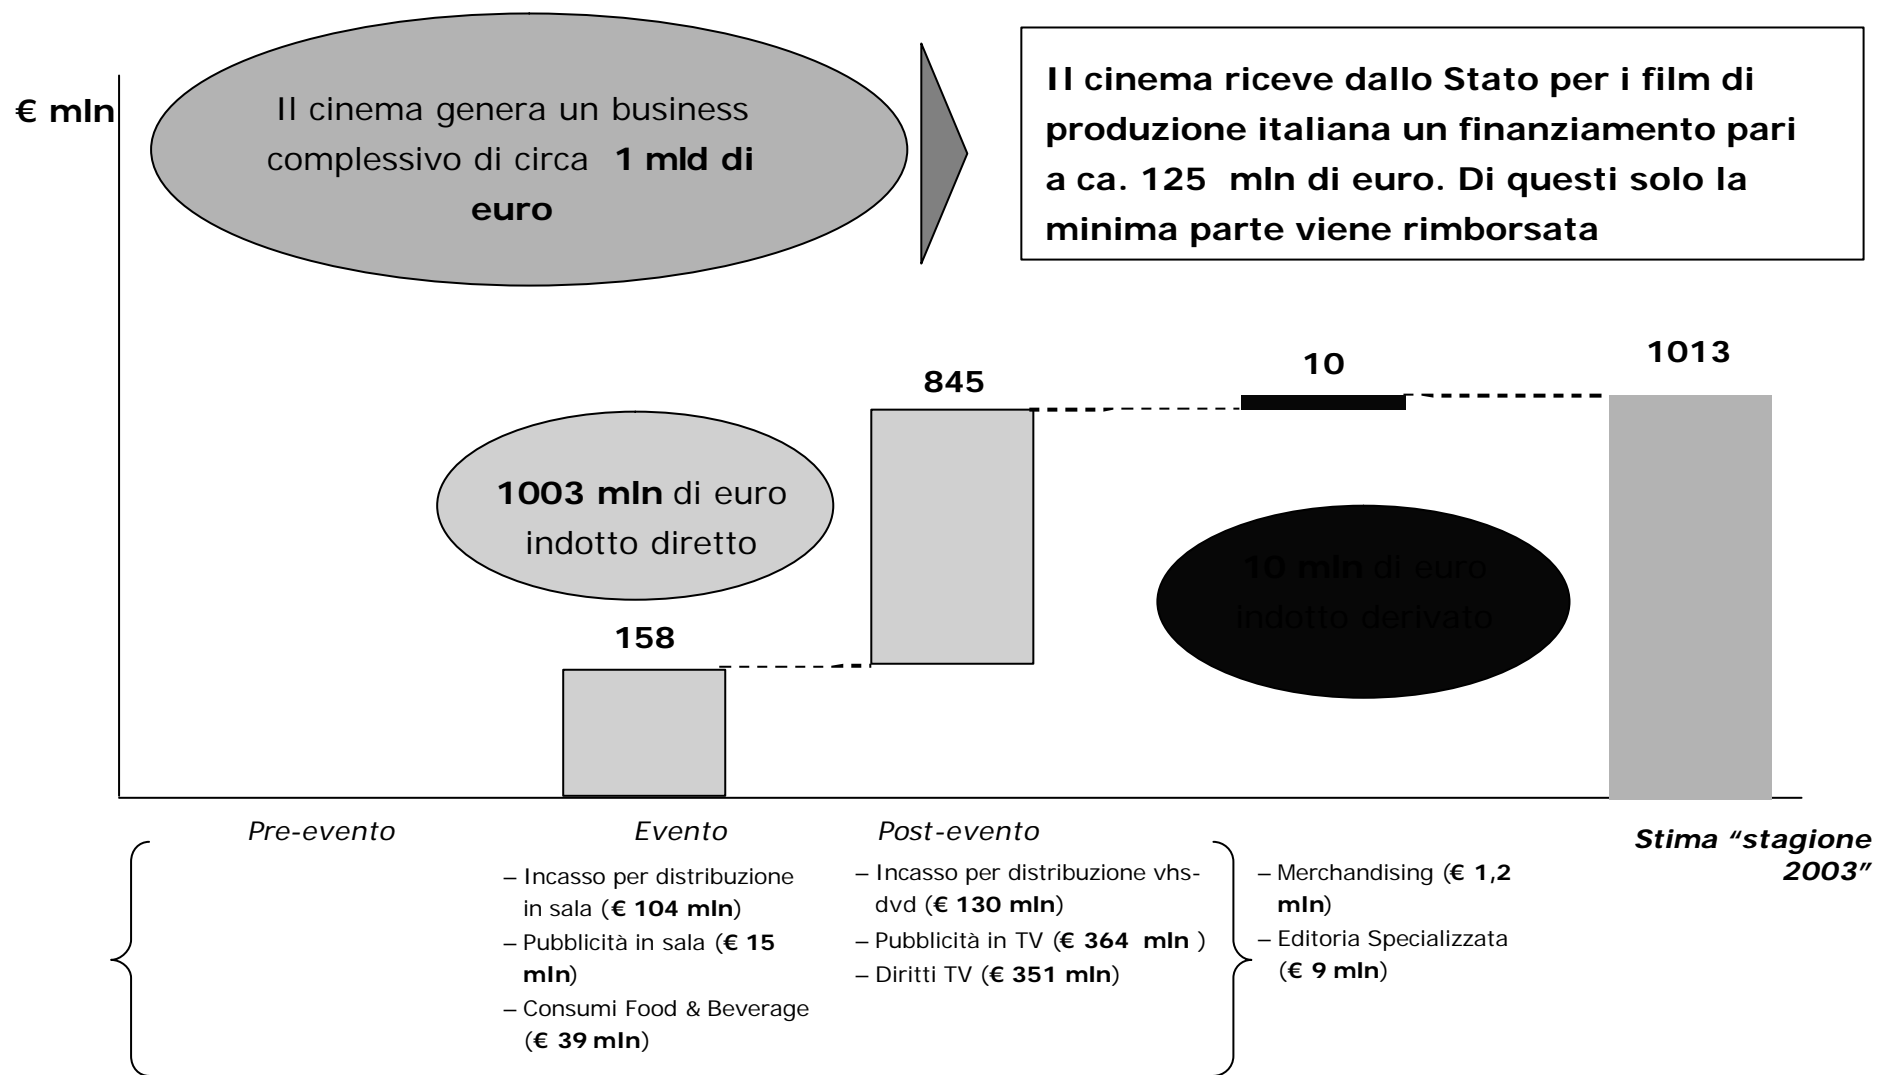 € mln
Il cinema genera un business
complessivo di circa 1 mld di
euro
Il cinema riceve dallo Stato per i film di
produzione italiana un finanziamento pari
a ca. 125 mln di euro. Di questi solo la
minima parte viene rimborsata
158
845
10
1013
1003 mln di euro
indotto diretto
10 mln di euro
indotto derivato
Pre-evento
Evento
– Incasso per distribuzione
in sala (€ 104 mln)
– Pubblicità in sala (€ 15
mln)
– Consumi Food & Beverage
(€ 39 mln)
Post-evento
– Incasso per distribuzione vhs-
dvd (€ 130 mln)
– Pubblicità in TV (€ 364 mln )
– Diritti TV (€ 351 mln)
– Merchandising (€ 1,2
mln)
– Editoria Specializzata
(€ 9 mln)
Stima “stagione
2003”